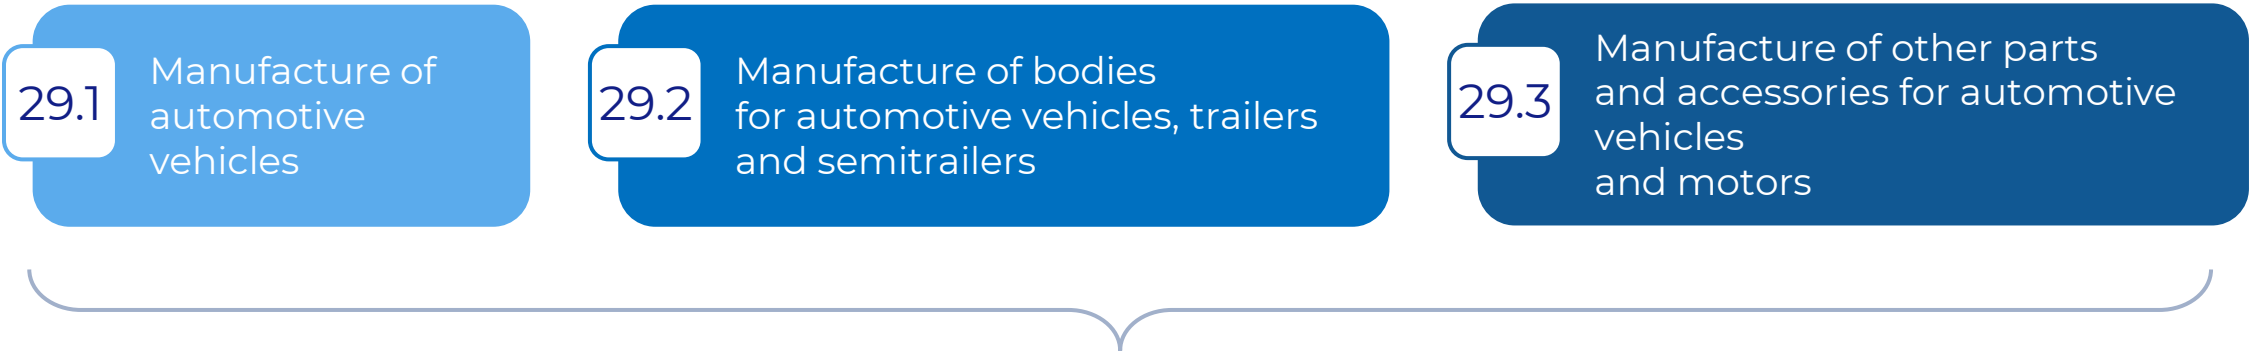 29.1
Manufacture of
automotive
vehicles
29.2
Manufacture of bodies
for automotive vehicles, trailers
and semitrailers
29.3
Manufacture of other parts
and accessories for automotive
vehicles
and motors